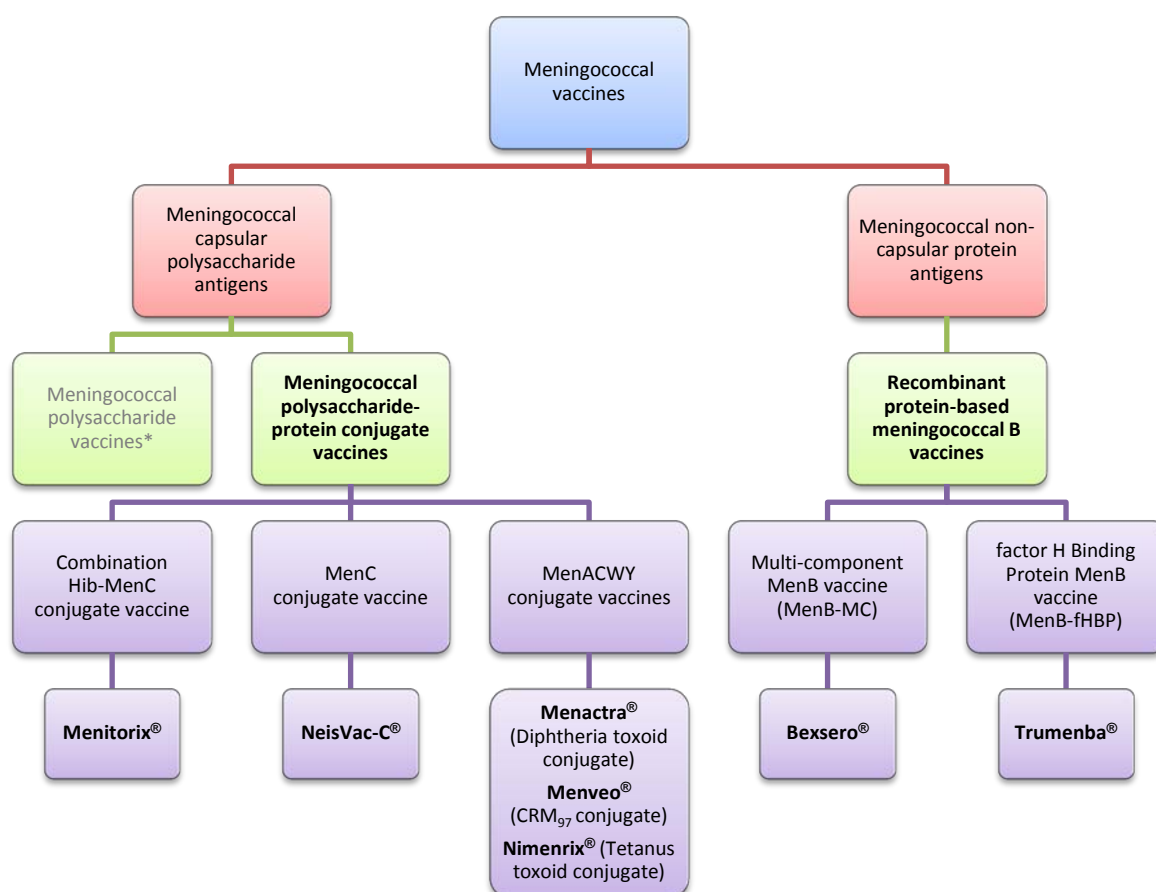 Meningococcal
vaccines
Meningococcal
capsular
polysaccharide
antigens
Meningococcal non-
capsular protein
antigens
Meningococcal
polysaccharide
vaccines*
Meningococcal
polysaccharide-
protein conjugate
vaccines
Recombinant
protein-based
meningococcal B
vaccines
Combination
Hib-MenC
conjugate vaccine
MenC
conjugate vaccine
MenACWY
conjugate vaccines
Multi-component
MenB vaccine
(MenB-MC)
factor H Binding
Protein MenB
vaccine
(MenB-fHBP)
Menitorix®
NeisVac-C®
Menactra®
(Diphtheria toxoid
conjugate)
Menveo®
(CRM₉₇ conjugate)
Nimenrix® (Tetanus
toxoid conjugate)
Bexsero®
Trumenba®